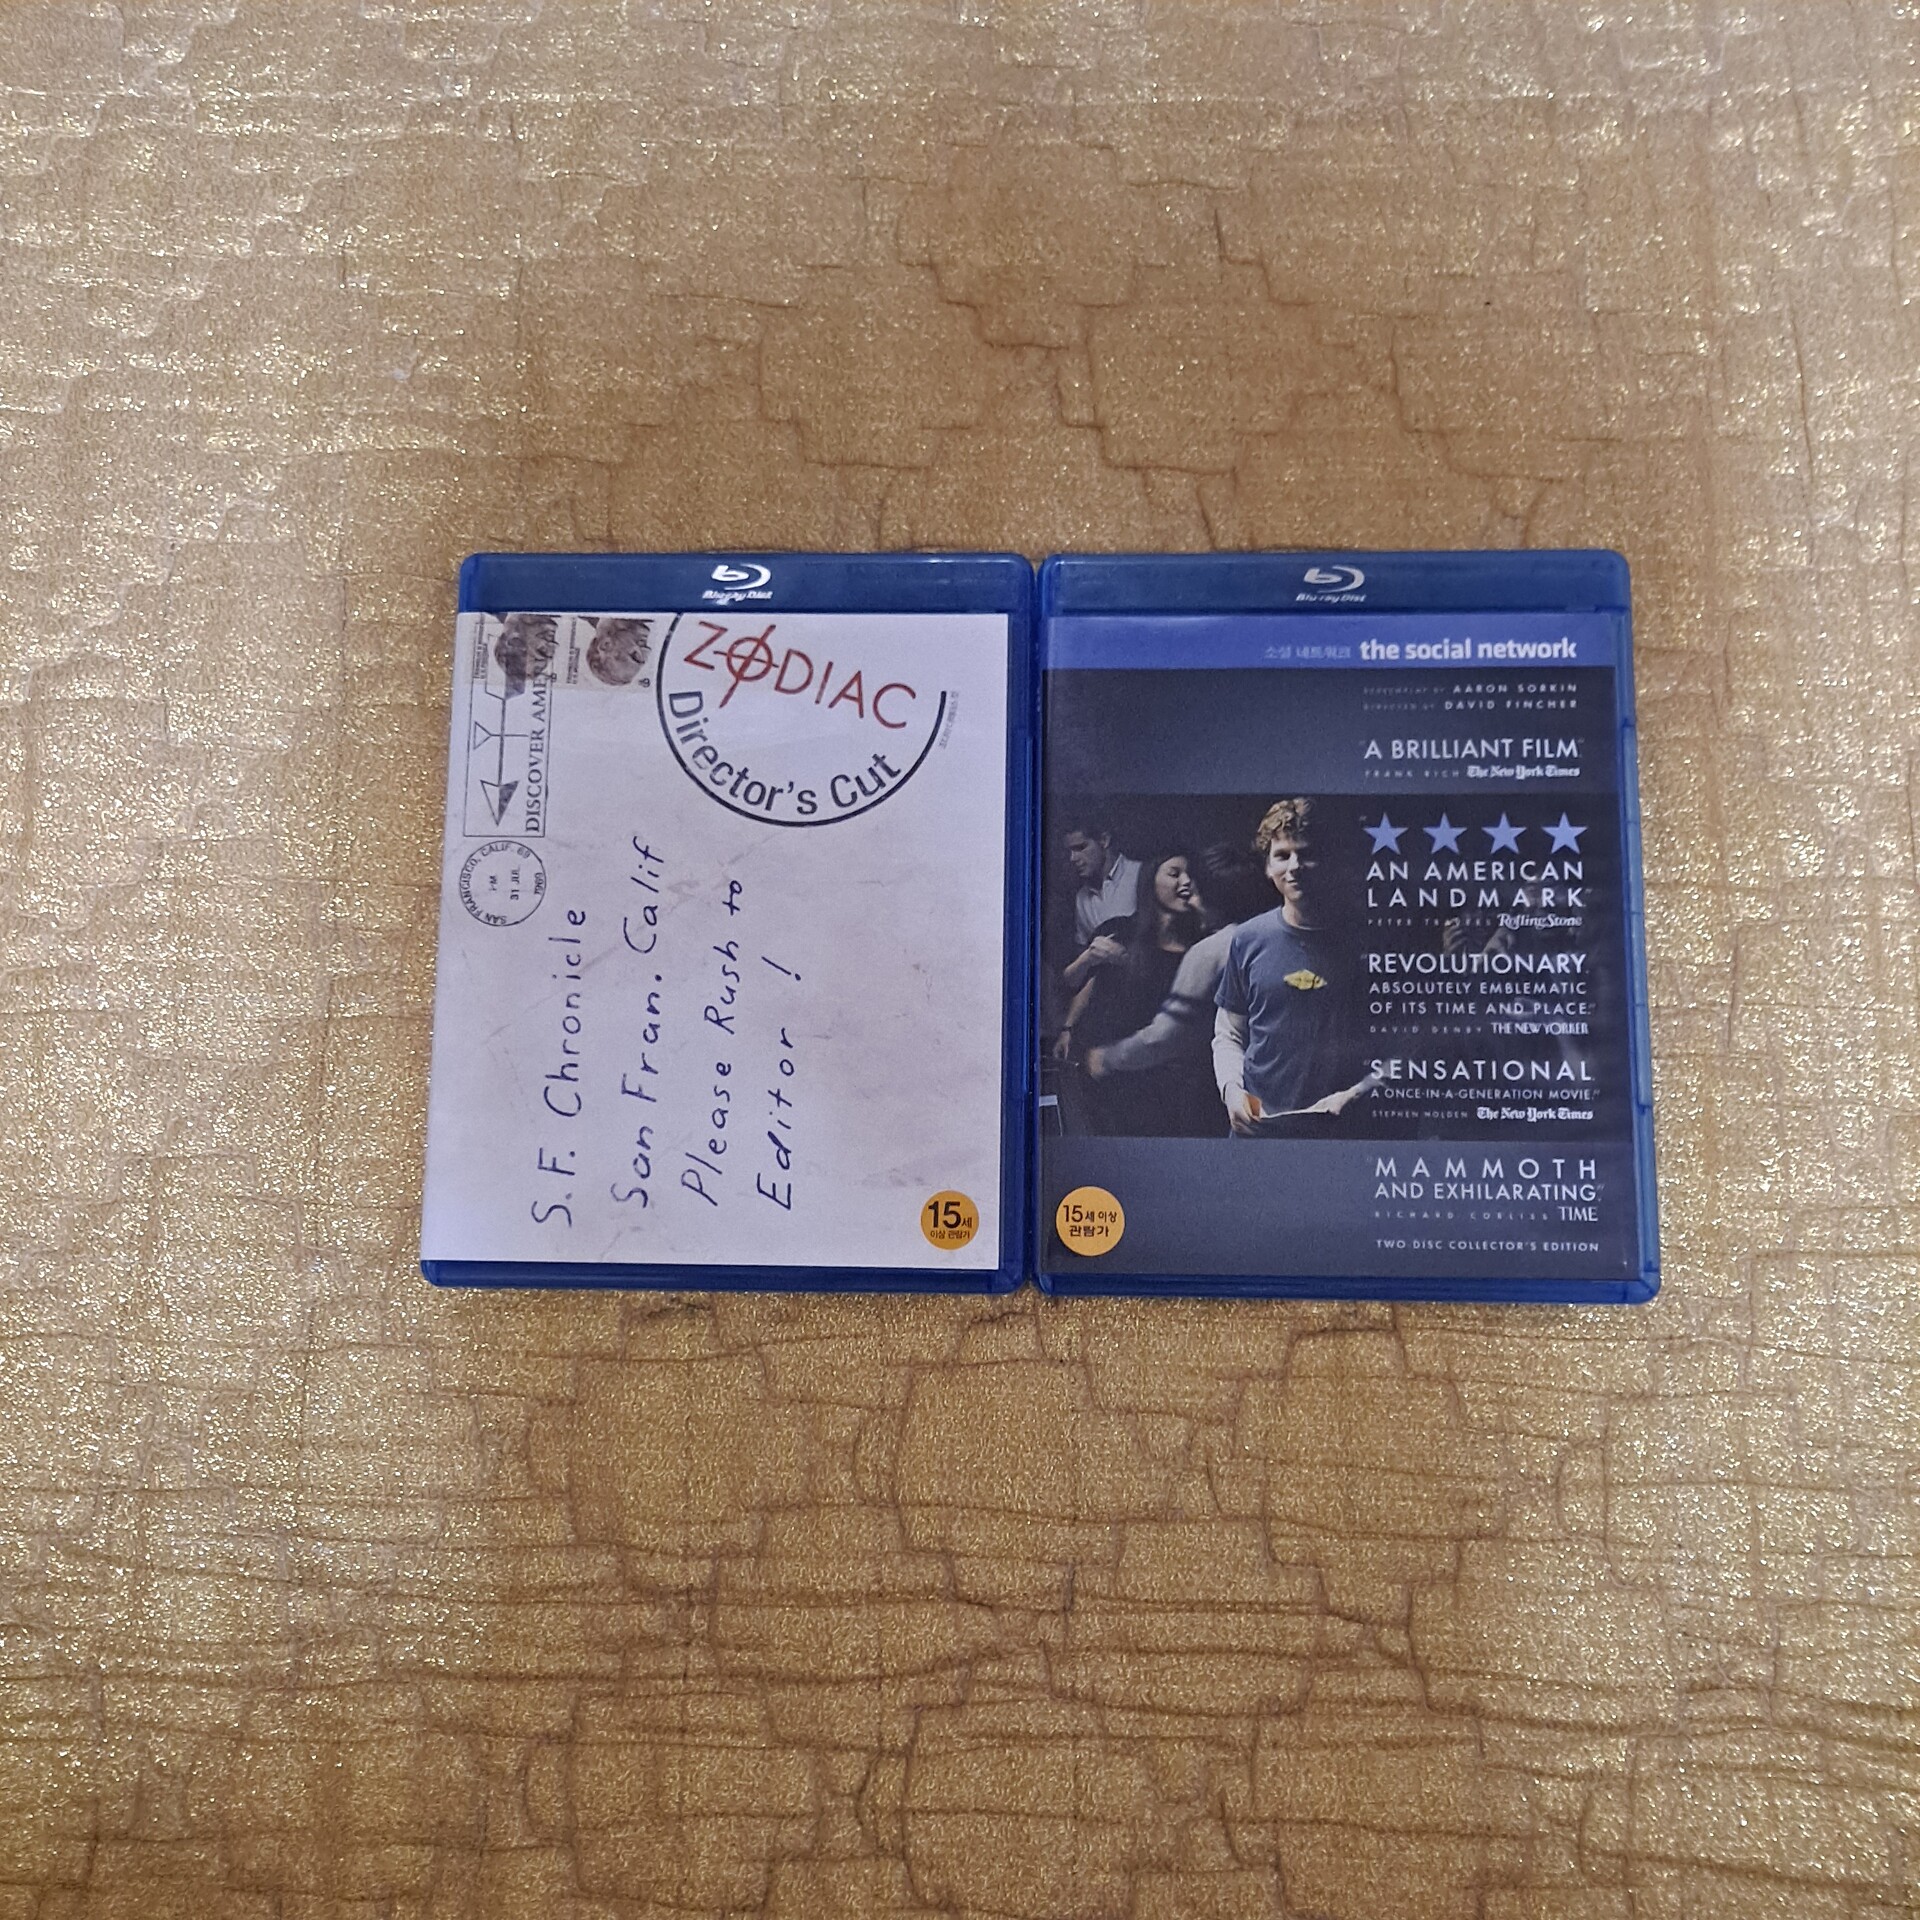 Blu-ray Disc
ZODIAC
Director's Cut
DISCOVER AMERICA
SAN FRANCISCO, CALIF. 69
PM
31 JUL
1969
S.F. Chronicle
San Fran. Calif
Please Rush to
Editor!
15세
이상 관람가
Blu-ray Disc
소셜 네트워크 the social network
SCREENPLAY BY AARON SORKIN
DIRECTED BY DAVID FINCHER
"A BRILLIANT FILM"
FRANK RICH The New York Times
"★★★★
AN AMERICAN
LANDMARK"
PETER TRAVERS RollingStone
"REVOLUTIONARY.
ABSOLUTELY EMBLEMATIC
OF ITS TIME AND PLACE."
DAVID DENBY THE NEW YORKER
"SENSATIONAL.
A ONCE-IN-A-GENERATION MOVIE."
STEPHEN HOLDEN The New York Times
"MAMMOTH
AND EXHILARATING."
RICHARD CORLISS TIME
TWO-DISC COLLECTOR'S EDITION
15세 이상
관람가